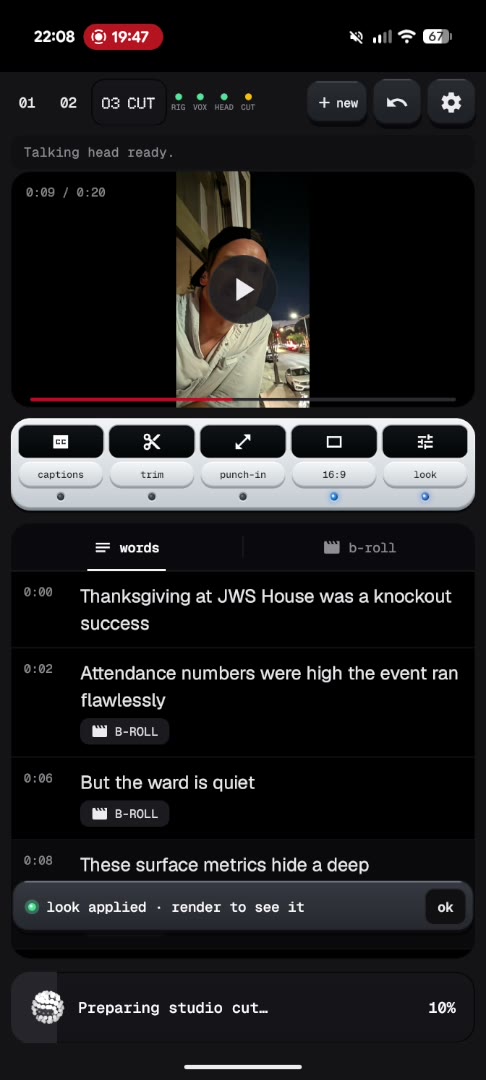 22:08 19:47 67
01 02 03 CUT RIG VOX HEAD CUT + new
Talking head ready.
0:09 / 0:20
CC
captions trim punch-in 16:9 look
words b-roll
0:00 Thanksgiving at JWS House was a knockout
success
0:02 Attendance numbers were high the event ran
flawlessly
B-ROLL
0:06 But the ward is quiet
B-ROLL
0:08 These surface metrics hide a deep
look applied · render to see it ok
Preparing studio cut… 10%